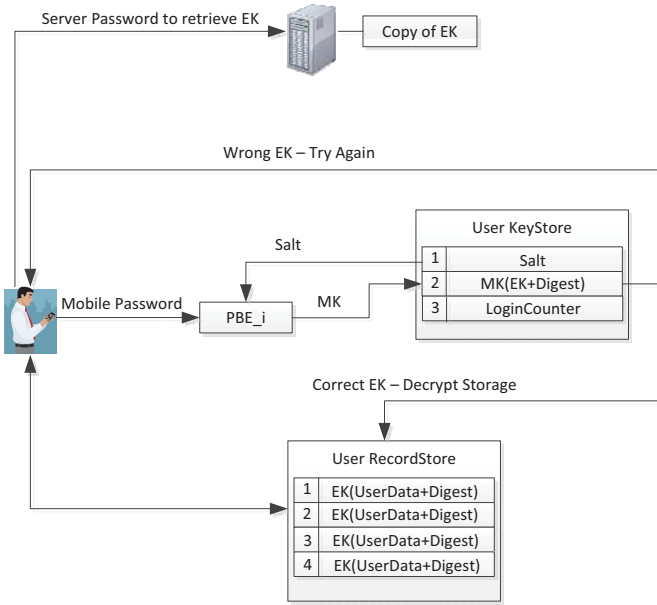 Server Password to retrieve EK
Copy of EK
Wrong EK – Try Again
User KeyStore
Salt
1 Salt
2 MK(EK+Digest)
3 LoginCounter
Mobile Password
PBE_i
MK
Correct EK – Decrypt Storage
User RecordStore
1 EK(UserData+Digest)
2 EK(UserData+Digest)
3 EK(UserData+Digest)
4 EK(UserData+Digest)